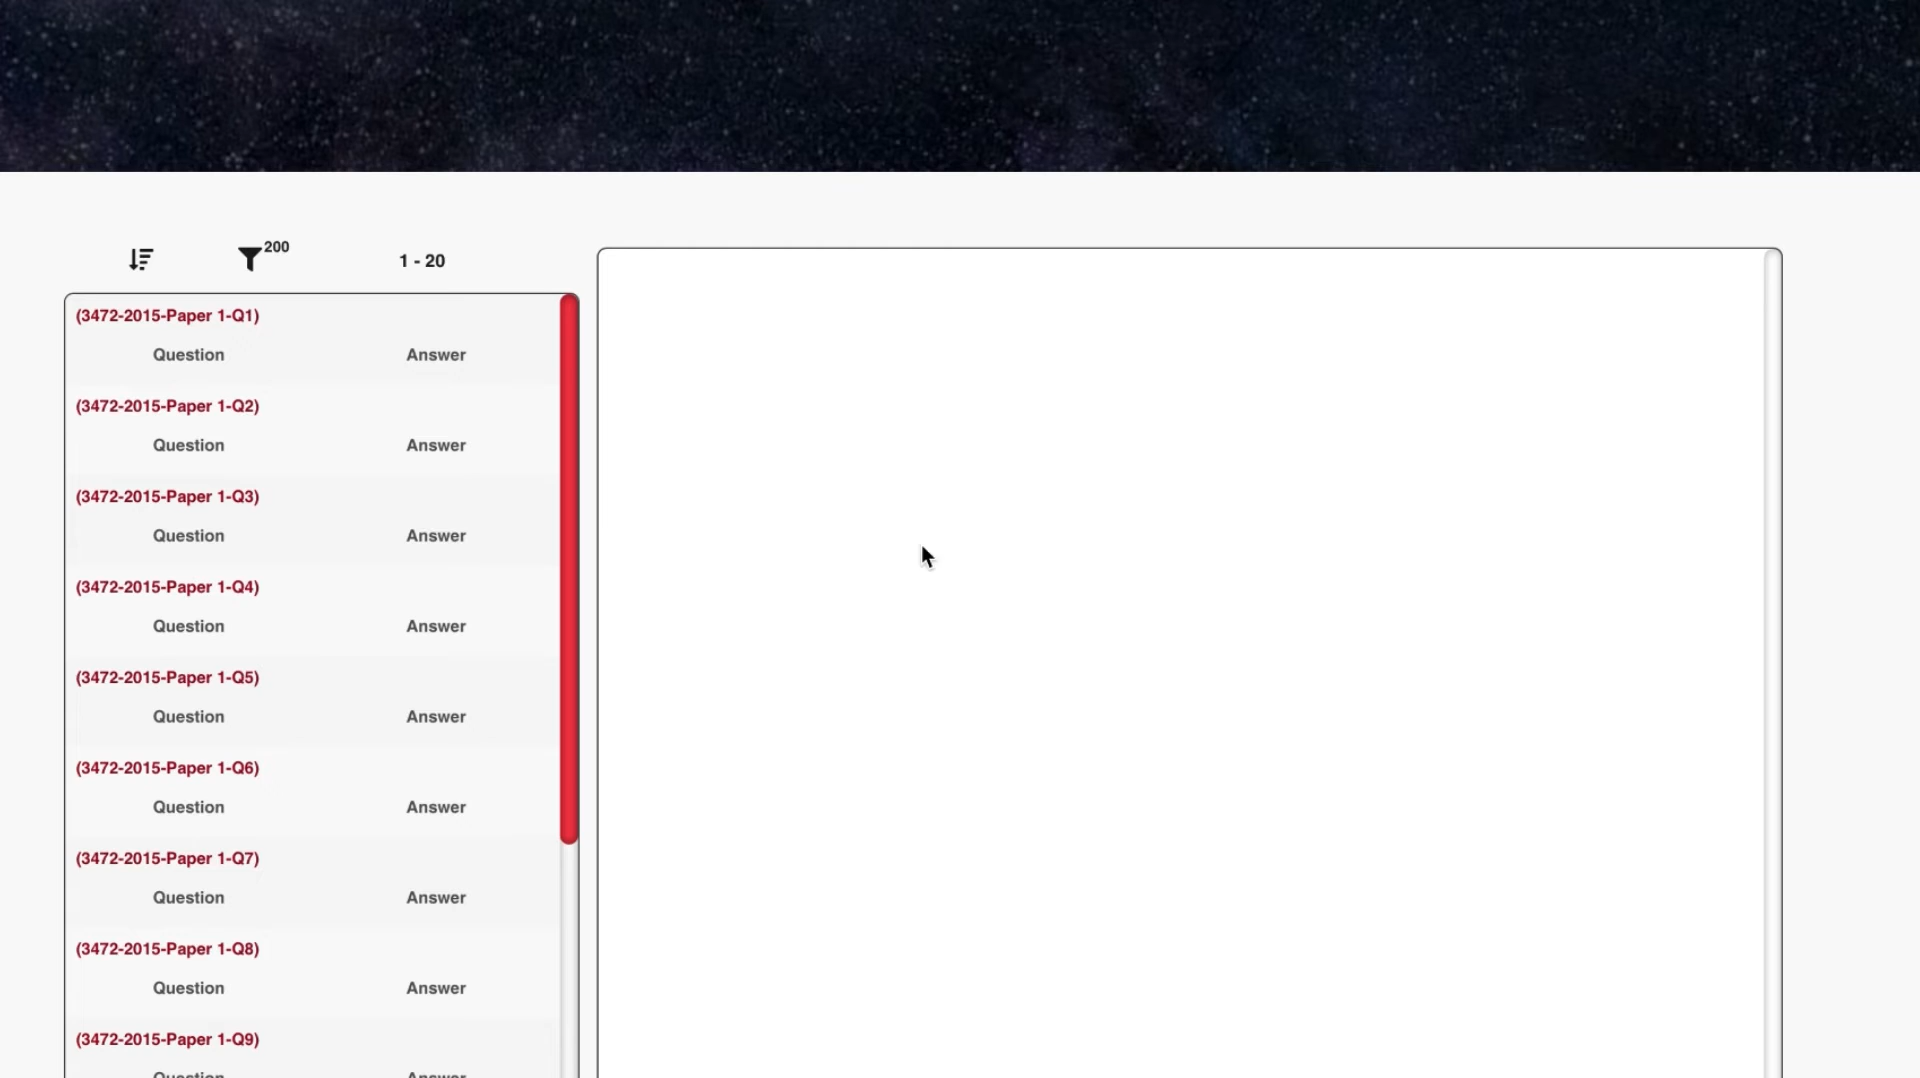 200
1 - 20
(3472-2015-Paper 1-Q1)
Question Answer
(3472-2015-Paper 1-Q2)
Question Answer
(3472-2015-Paper 1-Q3)
Question Answer
(3472-2015-Paper 1-Q4)
Question Answer
(3472-2015-Paper 1-Q5)
Question Answer
(3472-2015-Paper 1-Q6)
Question Answer
(3472-2015-Paper 1-Q7)
Question Answer
(3472-2015-Paper 1-Q8)
Question Answer
(3472-2015-Paper 1-Q9)
Question Answer